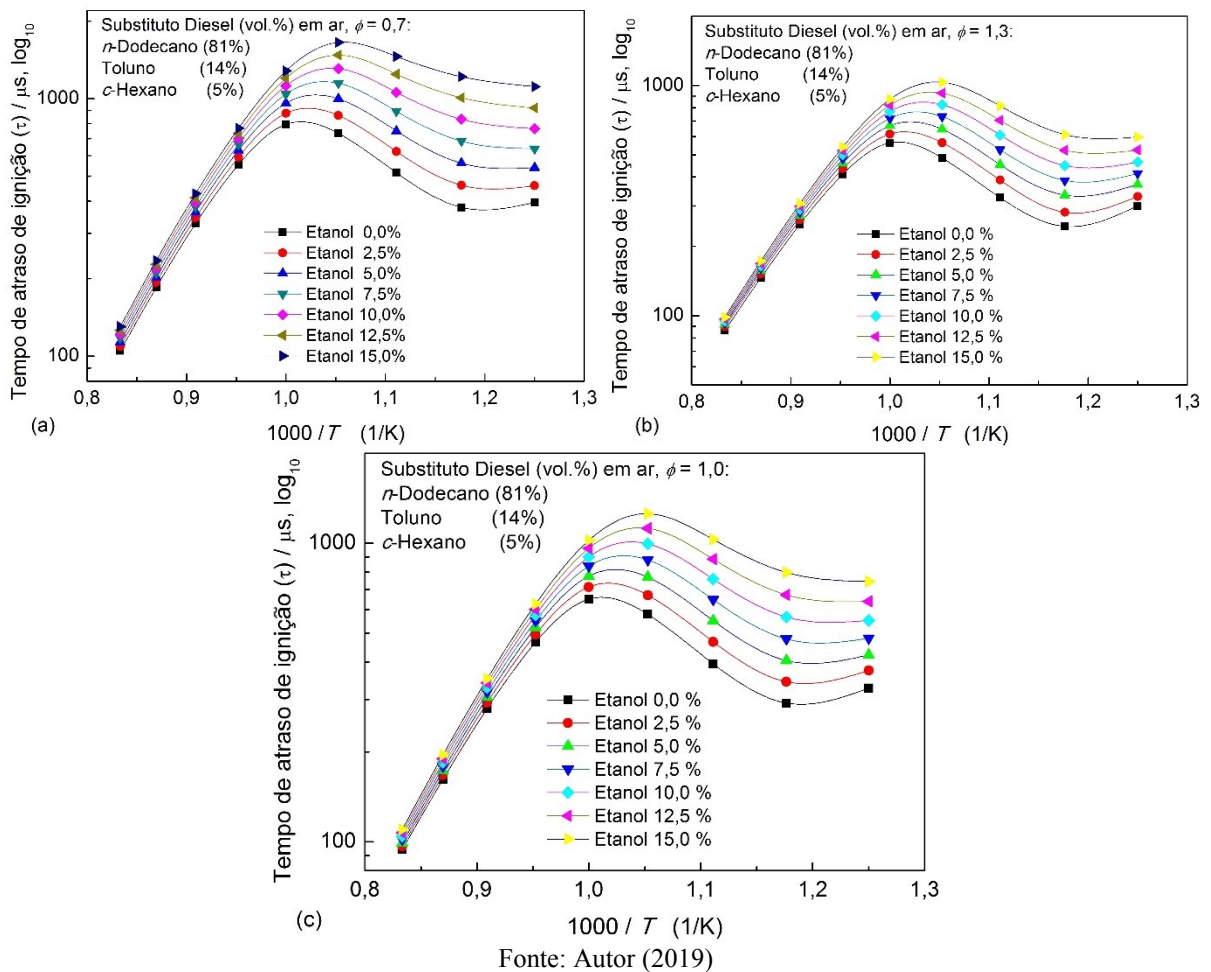 Substituto Diesel (vol.%) em ar, ϕ = 0,7:
n-Dodecano (81%)
Toluno (14%)
c-Hexano (5%)
Tempo de atraso de ignição (τ) / μs, log10
1000
100
Etanol 0,0%
Etanol 2,5%
Etanol 5,0%
Etanol 7,5%
Etanol 10,0%
Etanol 12,5%
Etanol 15,0%
0,8 0,9 1,0 1,1 1,2 1,3
(a)
1000 / T (1/K)
Substituto Diesel (vol.%) em ar, ϕ = 1,3:
n-Dodecano (81%)
Toluno (14%)
c-Hexano (5%)
Tempo de atraso de ignição (τ) / μs, log10
1000
100
Etanol 0,0 %
Etanol 2,5 %
Etanol 5,0 %
Etanol 7,5 %
Etanol 10,0 %
Etanol 12,5 %
Etanol 15,0 %
0,8 0,9 1,0 1,1 1,2 1,3
(b)
1000 / T (1/K)
Substituto Diesel (vol.%) em ar, ϕ = 1,0:
n-Dodecano (81%)
Toluno (14%)
c-Hexano (5%)
Tempo de atraso de ignição (τ) / μs, log10
1000
100
Etanol 0,0 %
Etanol 2,5 %
Etanol 5,0 %
Etanol 7,5 %
Etanol 10,0 %
Etanol 12,5 %
Etanol 15,0 %
0,8 0,9 1,0 1,1 1,2 1,3
(c)
1000 / T (1/K)
Fonte: Autor (2019)